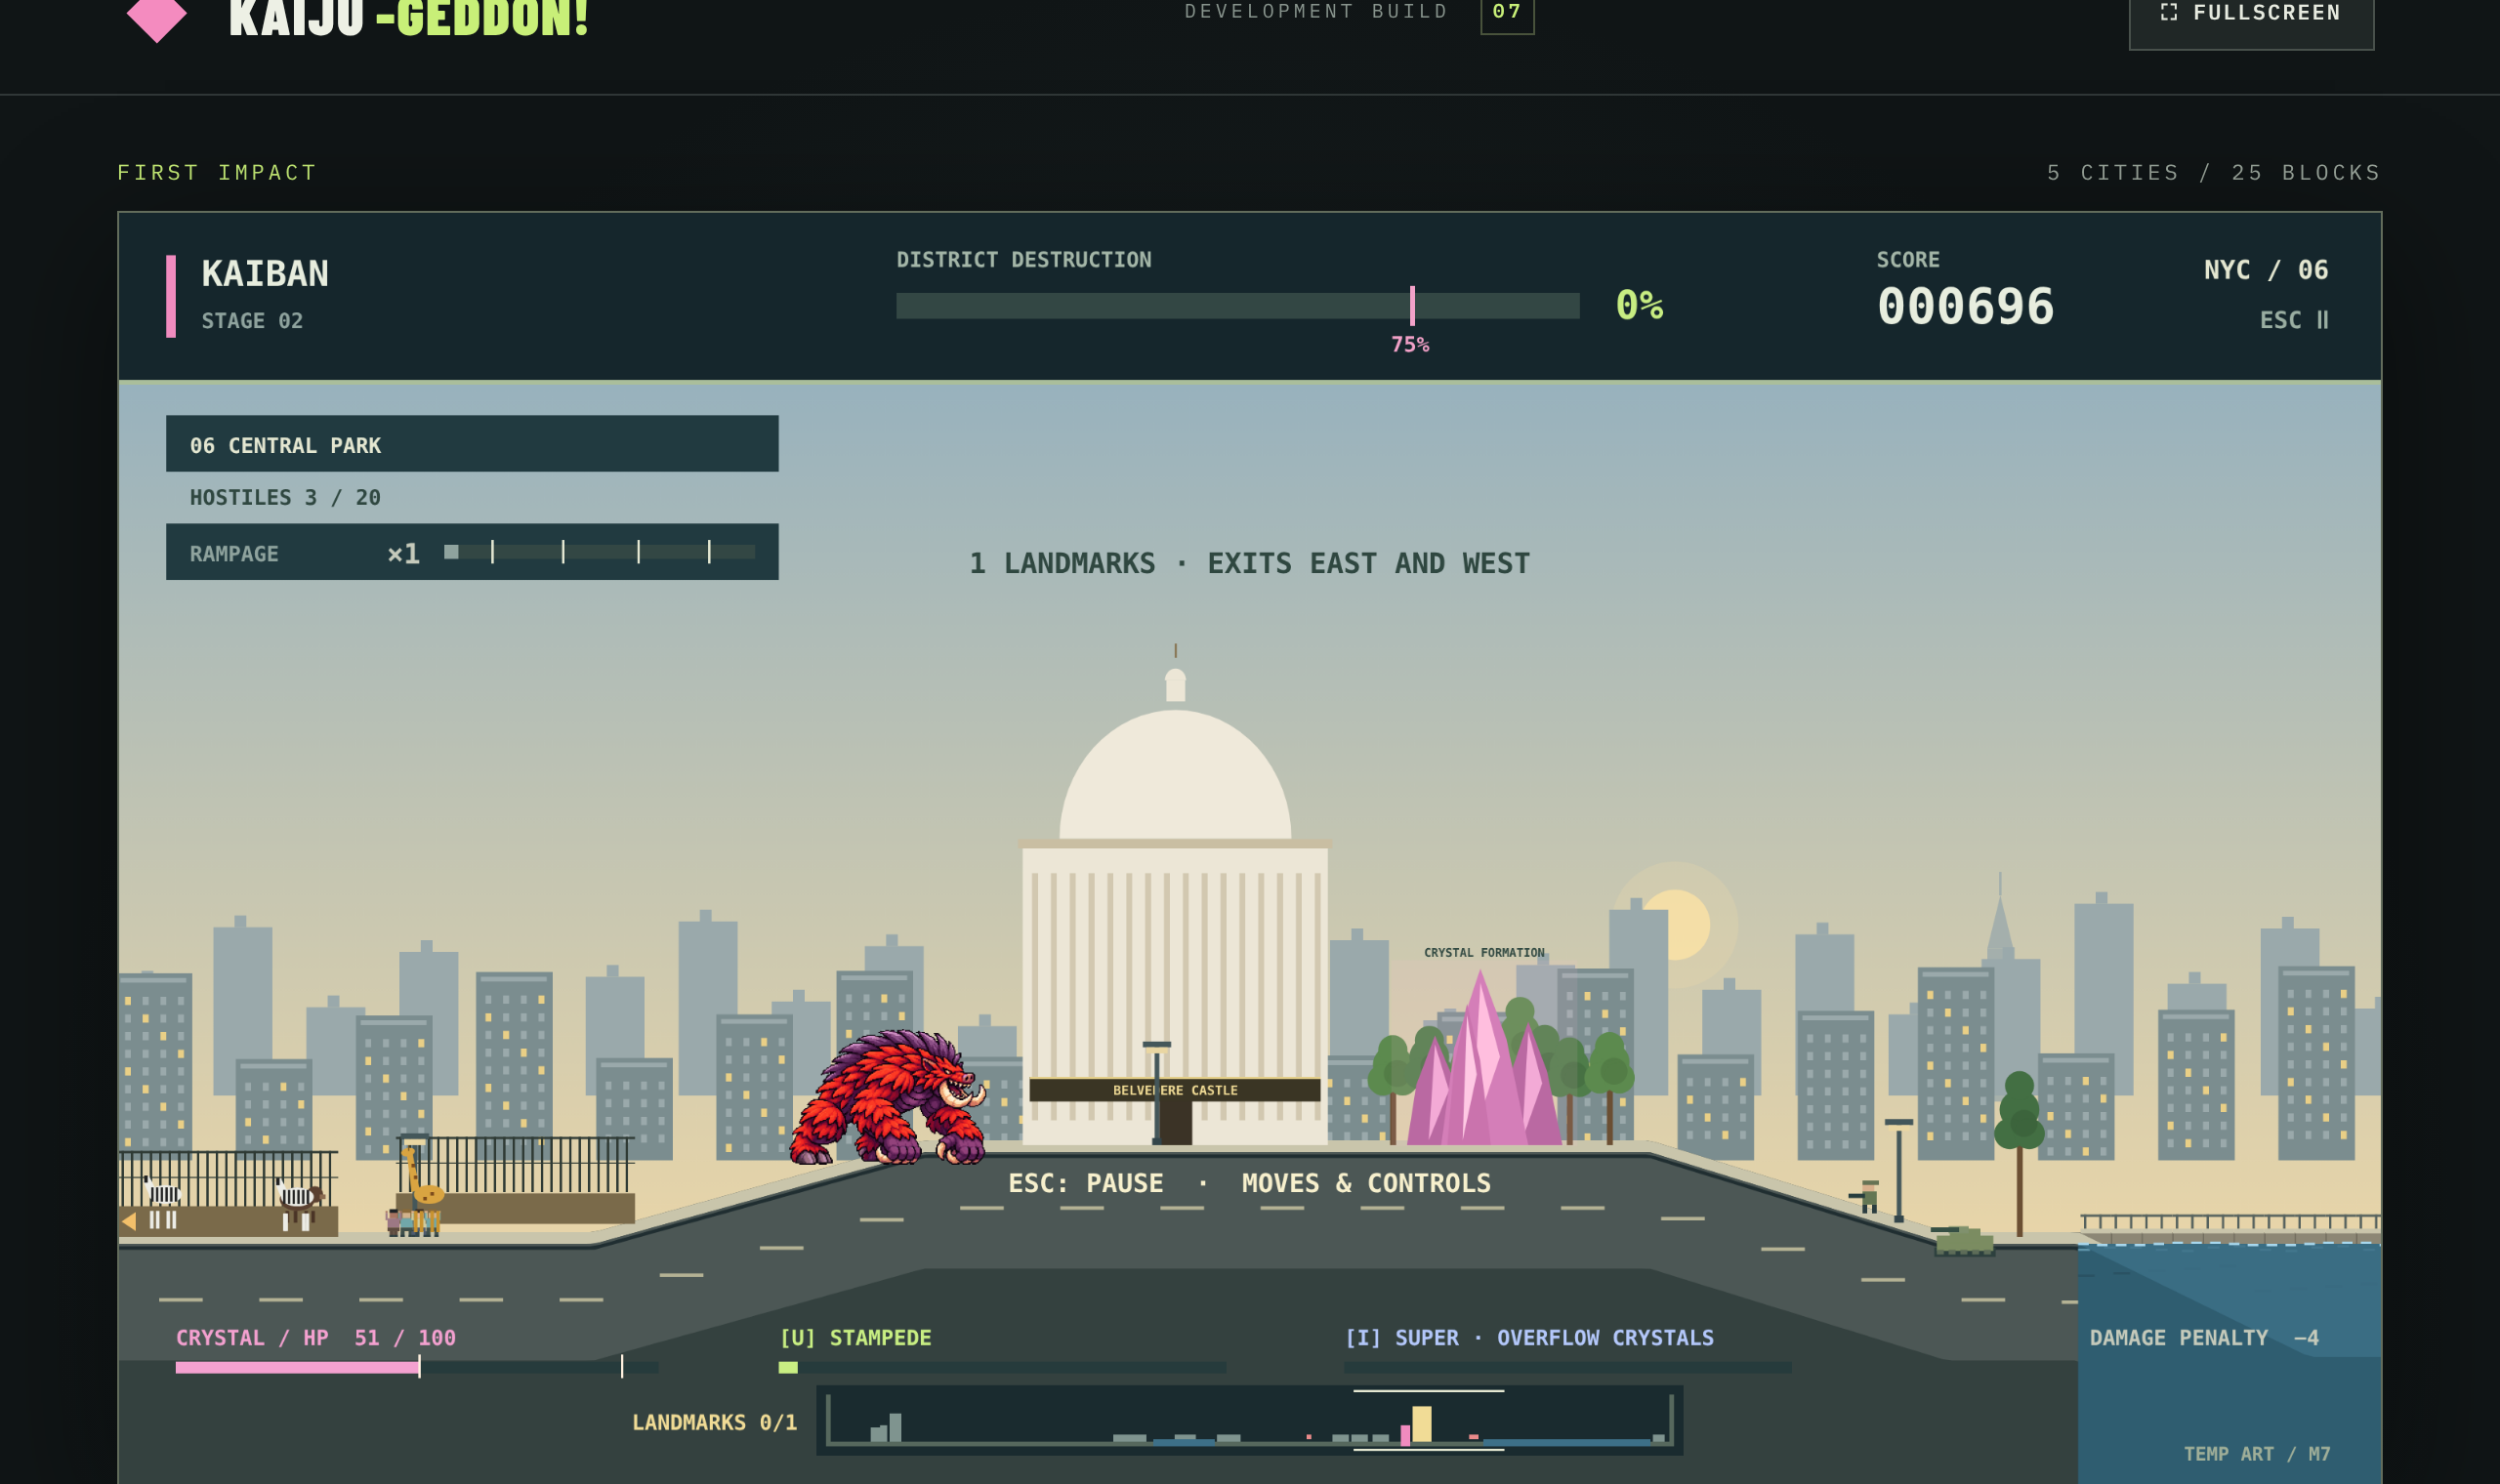 KAIJU-GEDDON!
DEVELOPMENT BUILD 07
FULLSCREEN
FIRST IMPACT
5 CITIES / 25 BLOCKS
KAIBAN
STAGE 02
DISTRICT DESTRUCTION
0%
75%
SCORE
000696
NYC / 06
ESC II
06 CENTRAL PARK
HOSTILES 3 / 20
RAMPAGE ×1
1 LANDMARKS · EXITS EAST AND WEST
CRYSTAL FORMATION
BELVEDERE CASTLE
ESC: PAUSE · MOVES & CONTROLS
CRYSTAL / HP 51 / 100
[U] STAMPEDE
[I] SUPER · OVERFLOW CRYSTALS
DAMAGE PENALTY −4
LANDMARKS 0/1
TEMP ART / M7